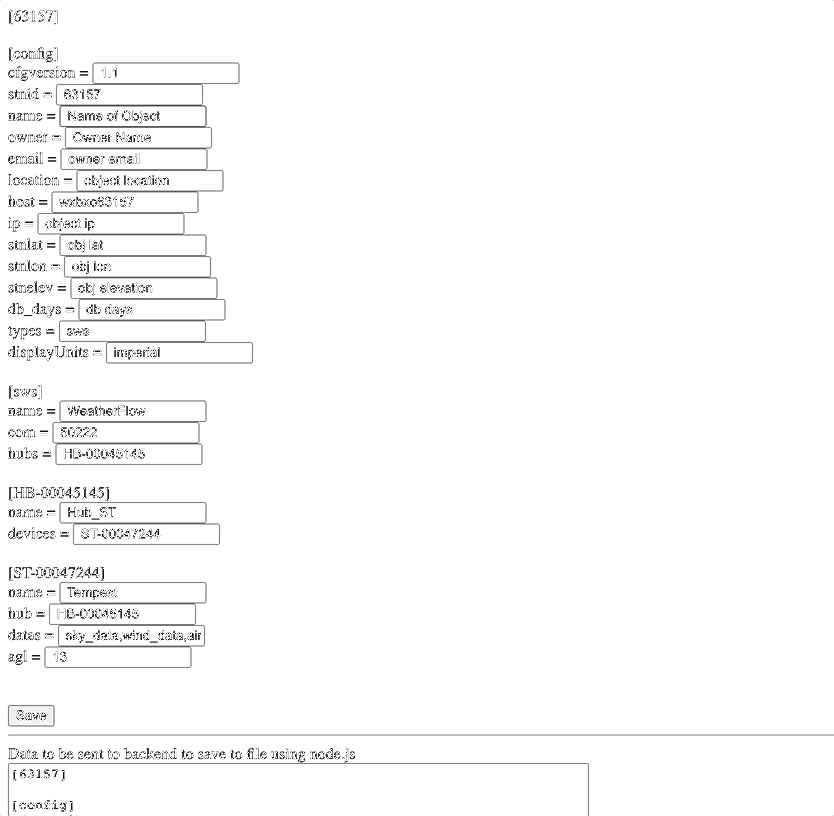 [63157]
[config]
cfgversion = 1.1
stnid = 63157
name = Name of Object
owner = Owner Name
email = owner email
location = object location
host = wxbxo63157
ip = object ip
stnlat = obj lat
stnlon = obj lon
stnelev = obj elevation
db_days = db days
types = sws
displayUnits = imperial
[sws]
name = WeatherFlow
com = 50222
hubs = HB-00045145
[HB-00045145]
name = Hub_ST
devices = ST-00047244
[ST-00047244]
name = Tempest
hub = HB-00045145
datas = sky_data,wind_data,air
agl = 13
Save
Data to be sent to backend to save to file using node.js
[63157]
[config]